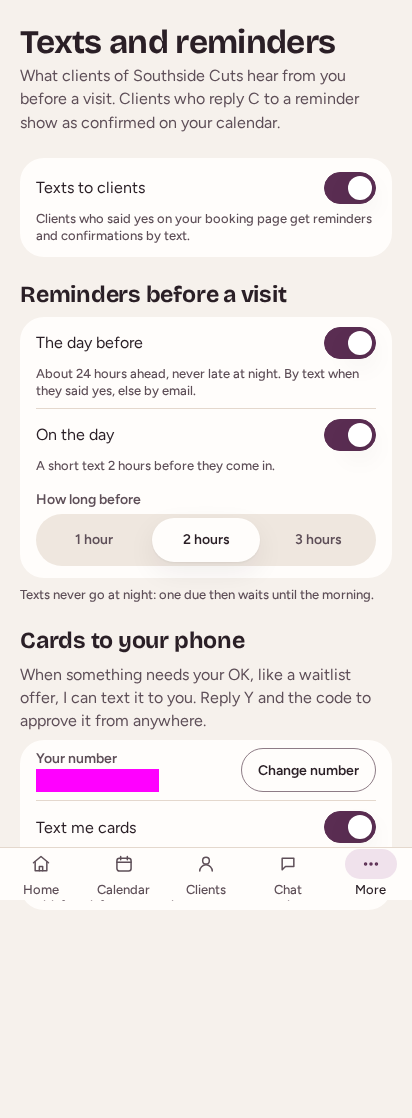 Texts and reminders
What clients of Southside Cuts hear from you
before a visit. Clients who reply C to a reminder
show as confirmed on your calendar.
Texts to clients
Clients who said yes on your booking page get reminders
and confirmations by text.
Reminders before a visit
The day before
About 24 hours ahead, never late at night. By text when
they said yes, else by email.
On the day
A short text 2 hours before they come in.
How long before
1 hour 2 hours 3 hours
Texts never go at night: one due then waits until the morning.
Cards to your phone
When something needs your OK, like a waitlist
offer, I can text it to you. Reply Y and the code to
approve it from anywhere.
Your number
Change number
Text me cards
Home Calendar Clients Chat More